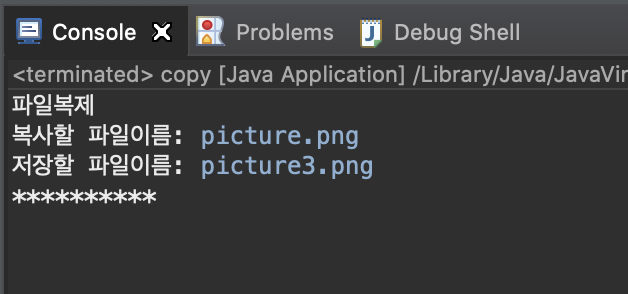 Console Problems Debug Shell
<terminated> copy [Java Application] /Library/Java/JavaVir
파일복제
복사할 파일이름: picture.png
저장할 파일이름: picture3.png
**********